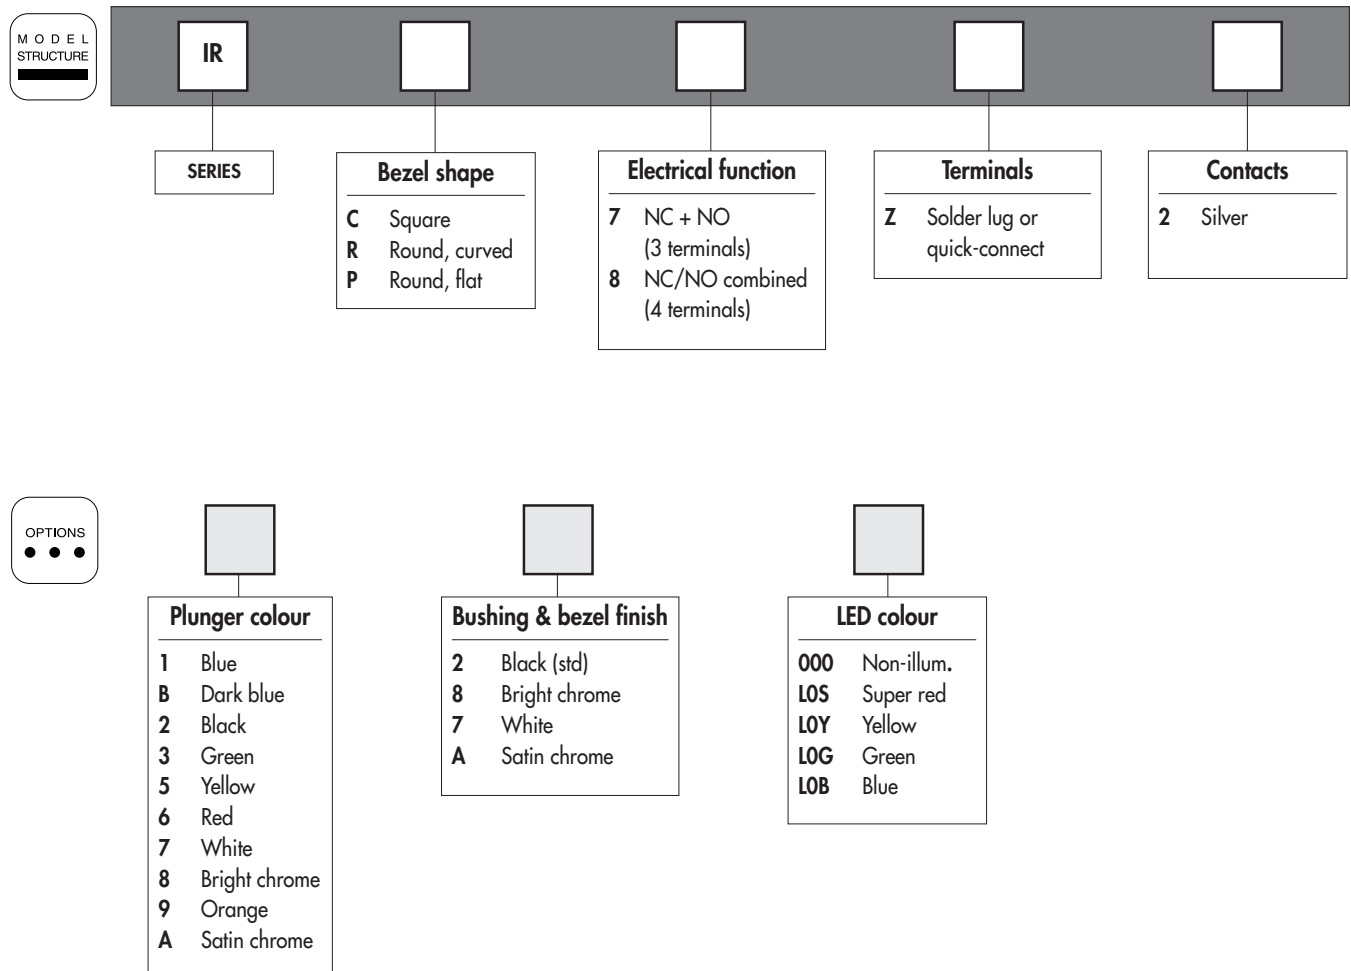 MODEL
STRUCTURE
IR
SERIES
Bezel shape
C Square
R Round, curved
P Round, flat
Electrical function
7 NC + NO
(3 terminals)
8 NC/NO combined
(4 terminals)
Terminals
Z Solder lug or
quick-connect
Contacts
2 Silver
OPTIONS
Plunger colour
1 Blue
B Dark blue
2 Black
3 Green
5 Yellow
6 Red
7 White
8 Bright chrome
9 Orange
A Satin chrome
Bushing & bezel finish
2 Black (std)
8 Bright chrome
7 White
A Satin chrome
LED colour
000 Non-illum.
L0S Super red
L0Y Yellow
L0G Green
L0B Blue